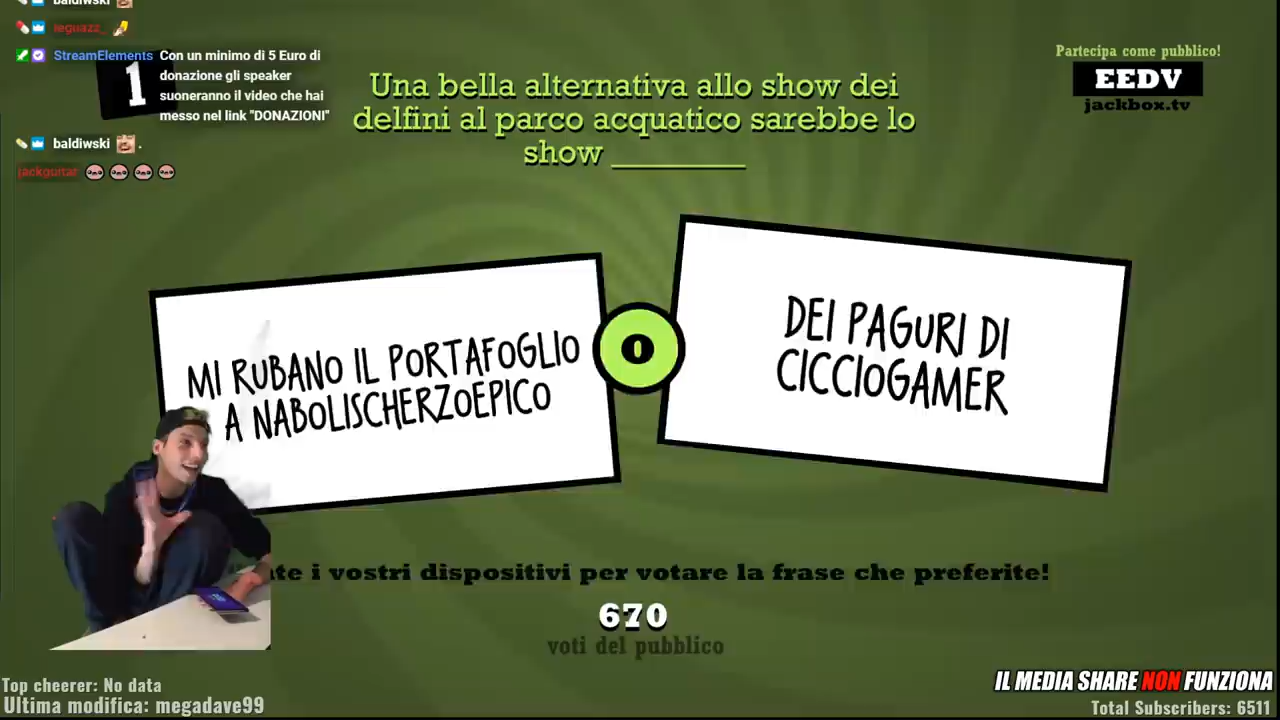 baldiwski
ieguazz_
StreamElements Con un minimo di 5 Euro di
donazione gli speaker
suoneranno il video che hai
messo nel link "DONAZIONI"
1
baldiwski .
jackguitar
Una bella alternativa allo show dei
delfini al parco acquatico sarebbe lo
show ________
Partecipa come pubblico!
EEDV
jackbox.tv
MI RUBANO IL PORTAFOGLIO
A NABOLISCHERZOEPICO
O
DEI PAGURI DI
CICCIOGAMER
i vostri dispositivi per votare la frase che preferite!
670
voti del pubblico
Top cheerer: No data
Ultima modifica: megadave99
IL MEDIA SHARE NON FUNZIONA
Total Subscribers: 6511